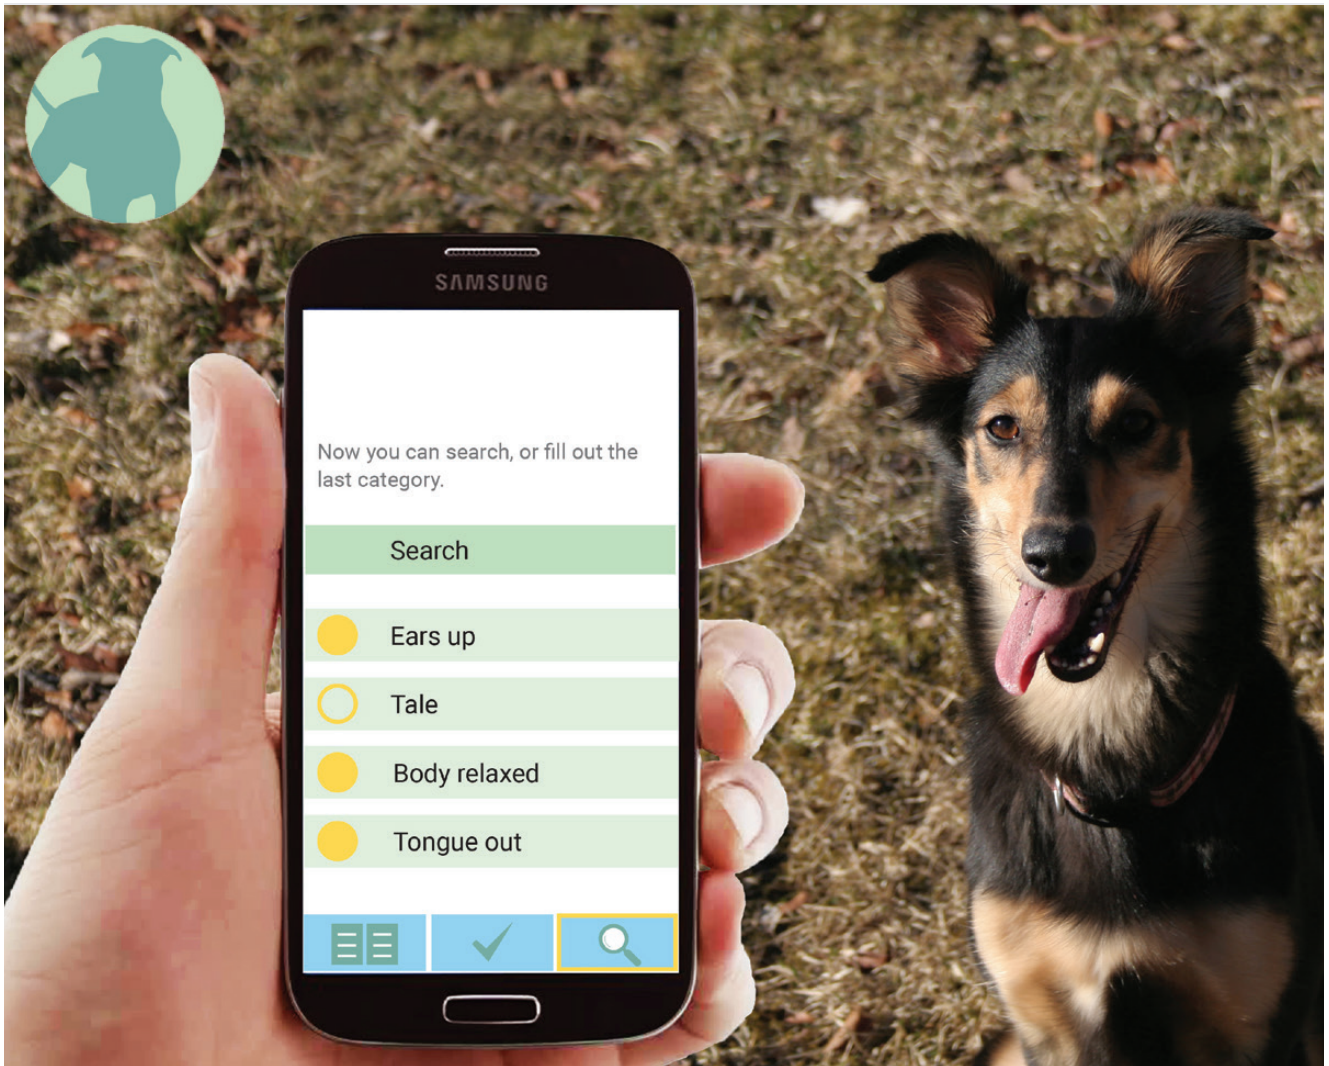 SAMSUNG
Now you can search, or fill out the
last category.
Search
Ears up
Tale
Body relaxed
Tongue out